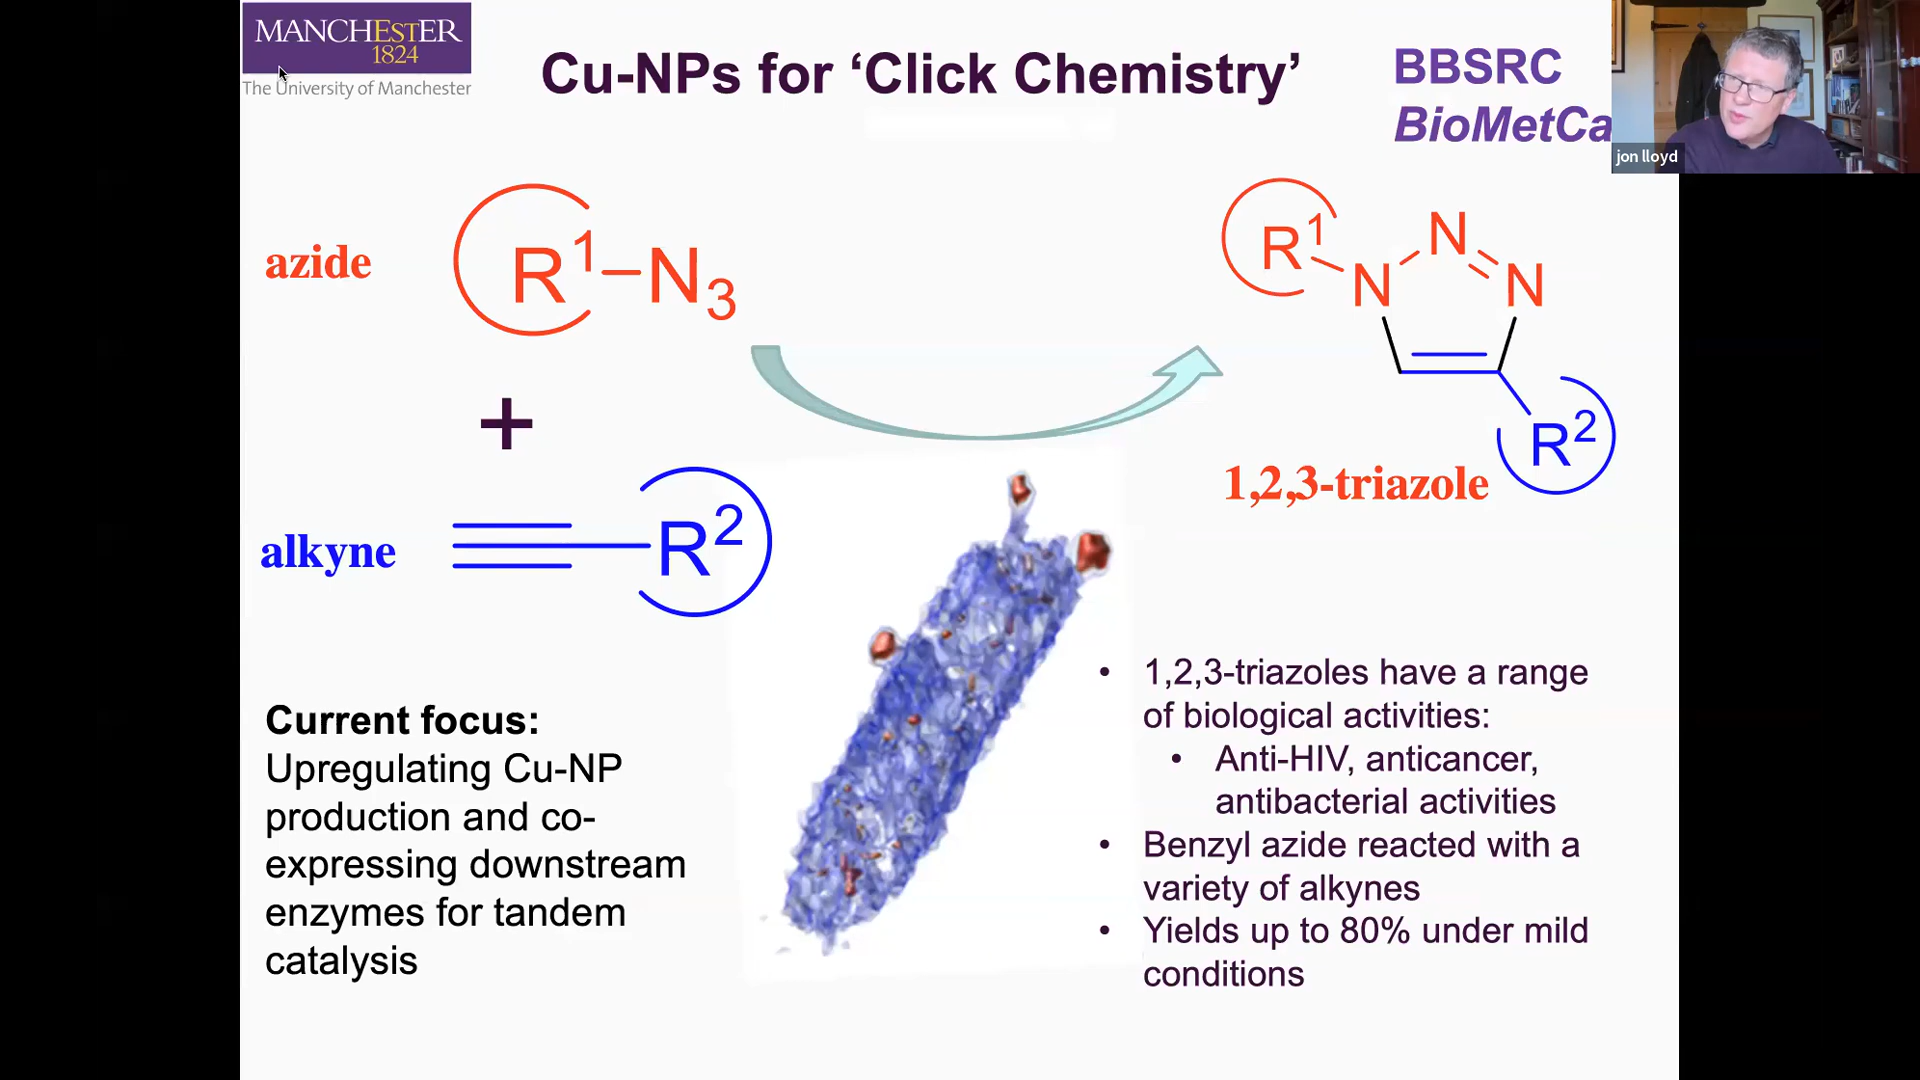 MANCHESTER
1824
The University of Manchester
Cu-NPs for ‘Click Chemistry’
BBSRC
BioMetCa
jon lloyd
azide
R1–N3
+
alkyne
R2
R1
N
N
N
R2
1,2,3-triazole
Current focus:
Upregulating Cu-NP
production and co-
expressing downstream
enzymes for tandem
catalysis
• 1,2,3-triazoles have a range
of biological activities:
• Anti-HIV, anticancer,
antibacterial activities
• Benzyl azide reacted with a
variety of alkynes
• Yields up to 80% under mild
conditions